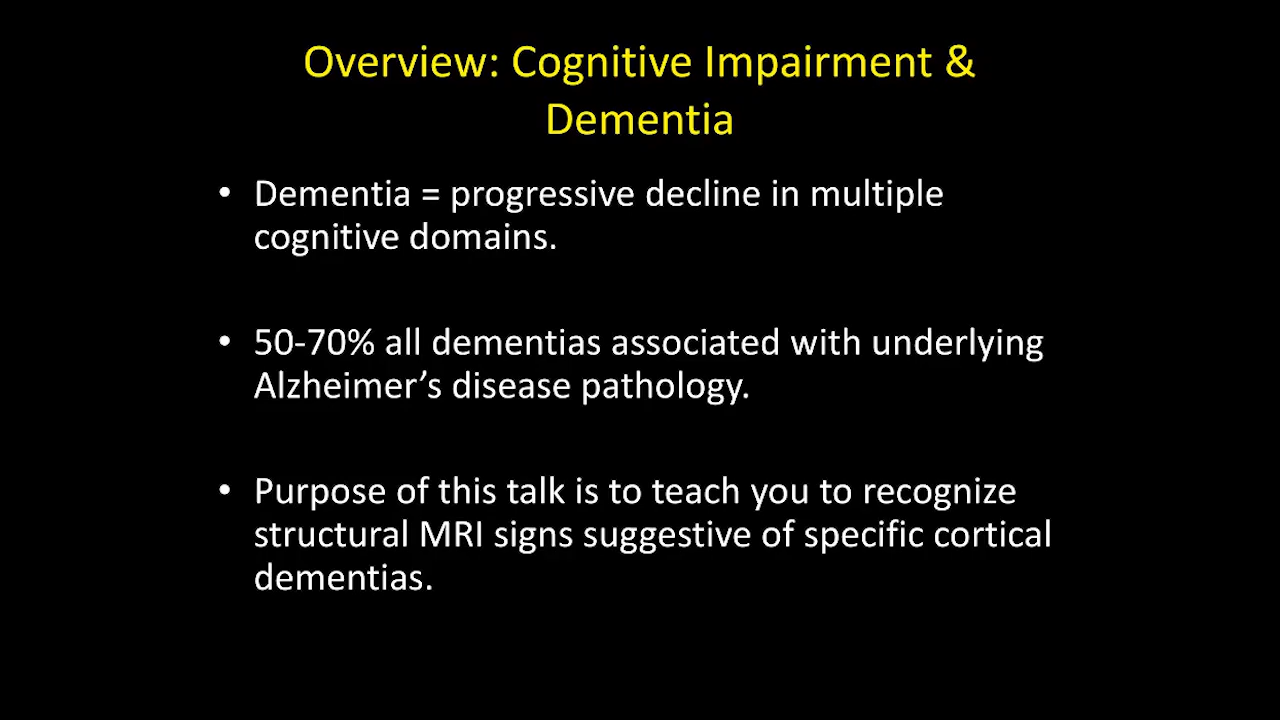 Overview: Cognitive Impairment &
Dementia
• Dementia = progressive decline in multiple
cognitive domains.
• 50-70% all dementias associated with underlying
Alzheimer’s disease pathology.
• Purpose of this talk is to teach you to recognize
structural MRI signs suggestive of specific cortical
dementias.